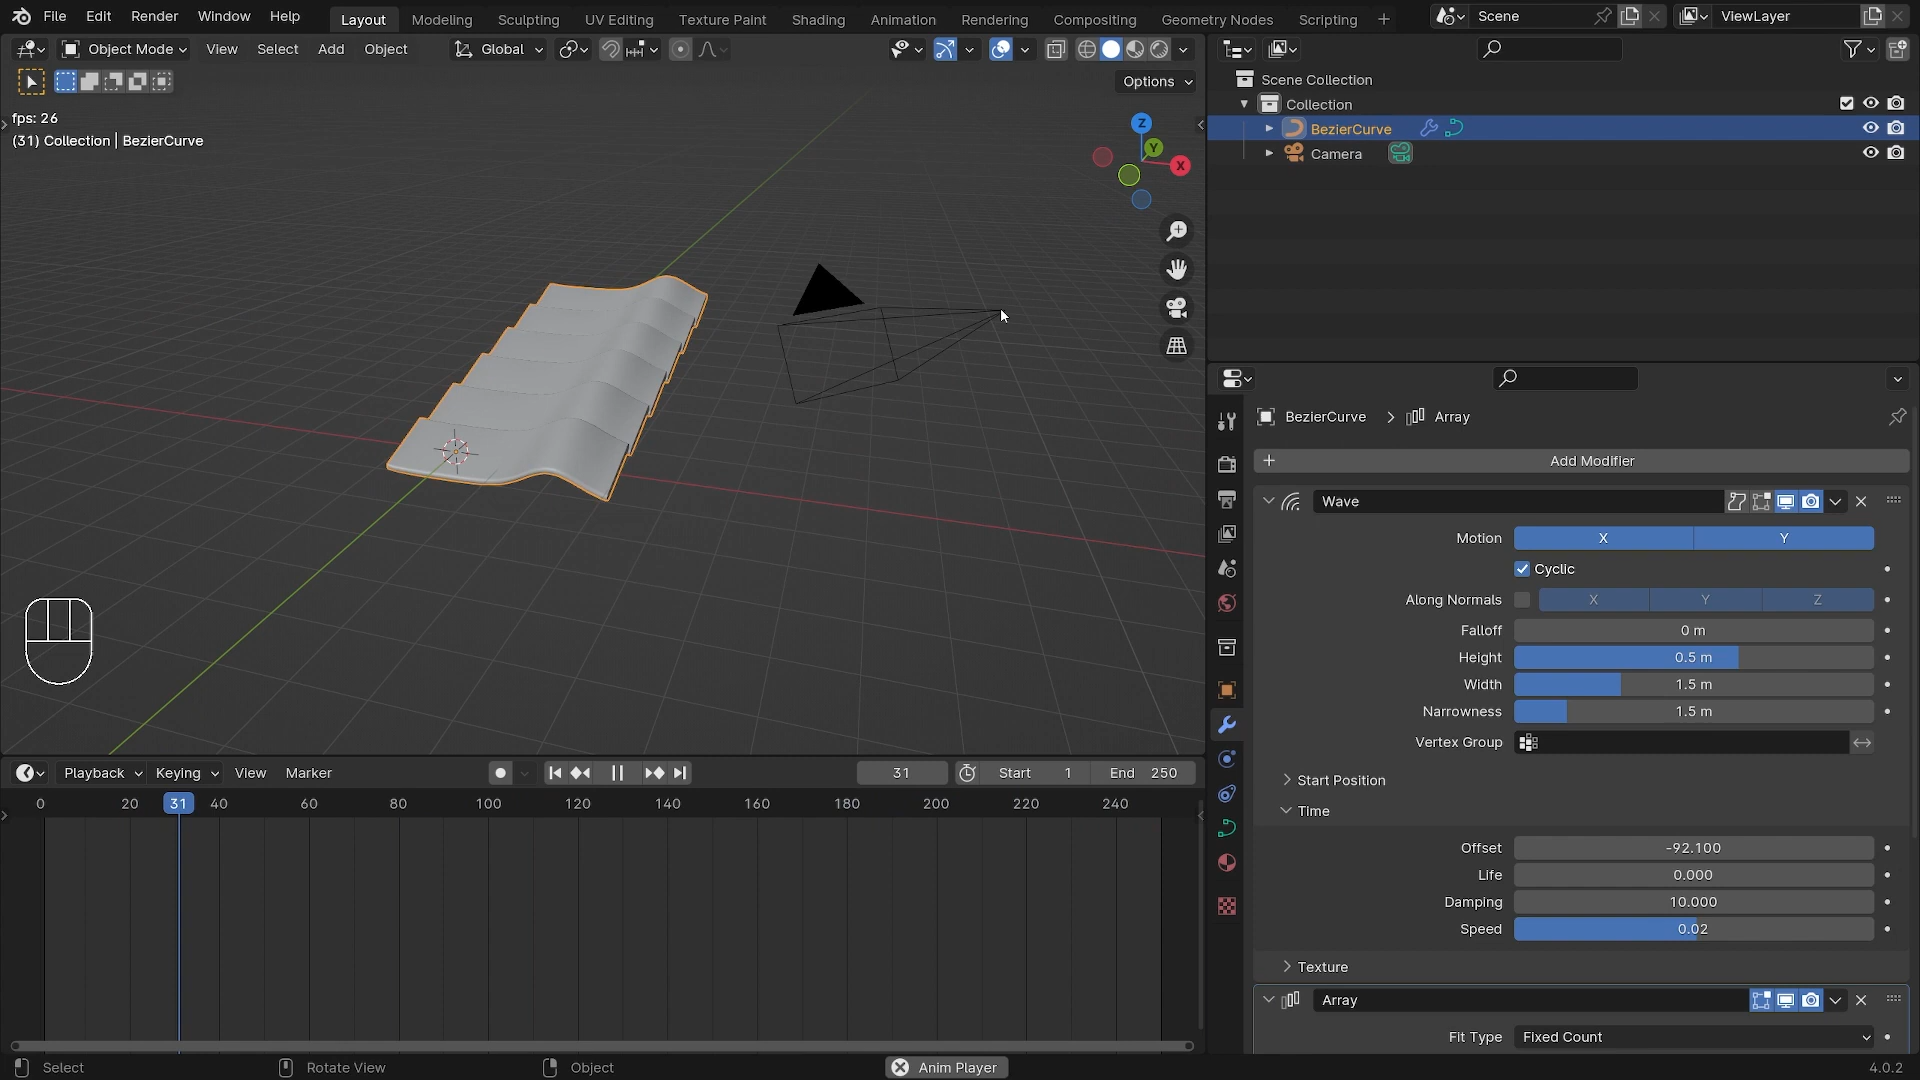 File Edit Render Window Help Layout Modeling Sculpting UV Editing Texture Paint Shading Animation Rendering Compositing Geometry Nodes Scripting + Scene ViewLayer
Object Mode View Select Add Object Global
Options
fps: 26
(31) Collection | BezierCurve
Z
Y
X
Scene Collection
Collection
BezierCurve
Camera
BezierCurve > Array
+ Add Modifier
Wave
Motion X Y
Cyclic
Along Normals X Y Z
Falloff 0 m
Height 0.5 m
Width 1.5 m
Narrowness 1.5 m
Vertex Group
Start Position
Time
Offset -92.100
Life 0.000
Damping 10.000
Speed 0.02
Texture
Array
Fit Type Fixed Count
Playback Keying View Marker 31 Start 1 End 250
0 20 31 40 60 80 100 120 140 160 180 200 220 240
Select Rotate View Object Anim Player 4.0.2